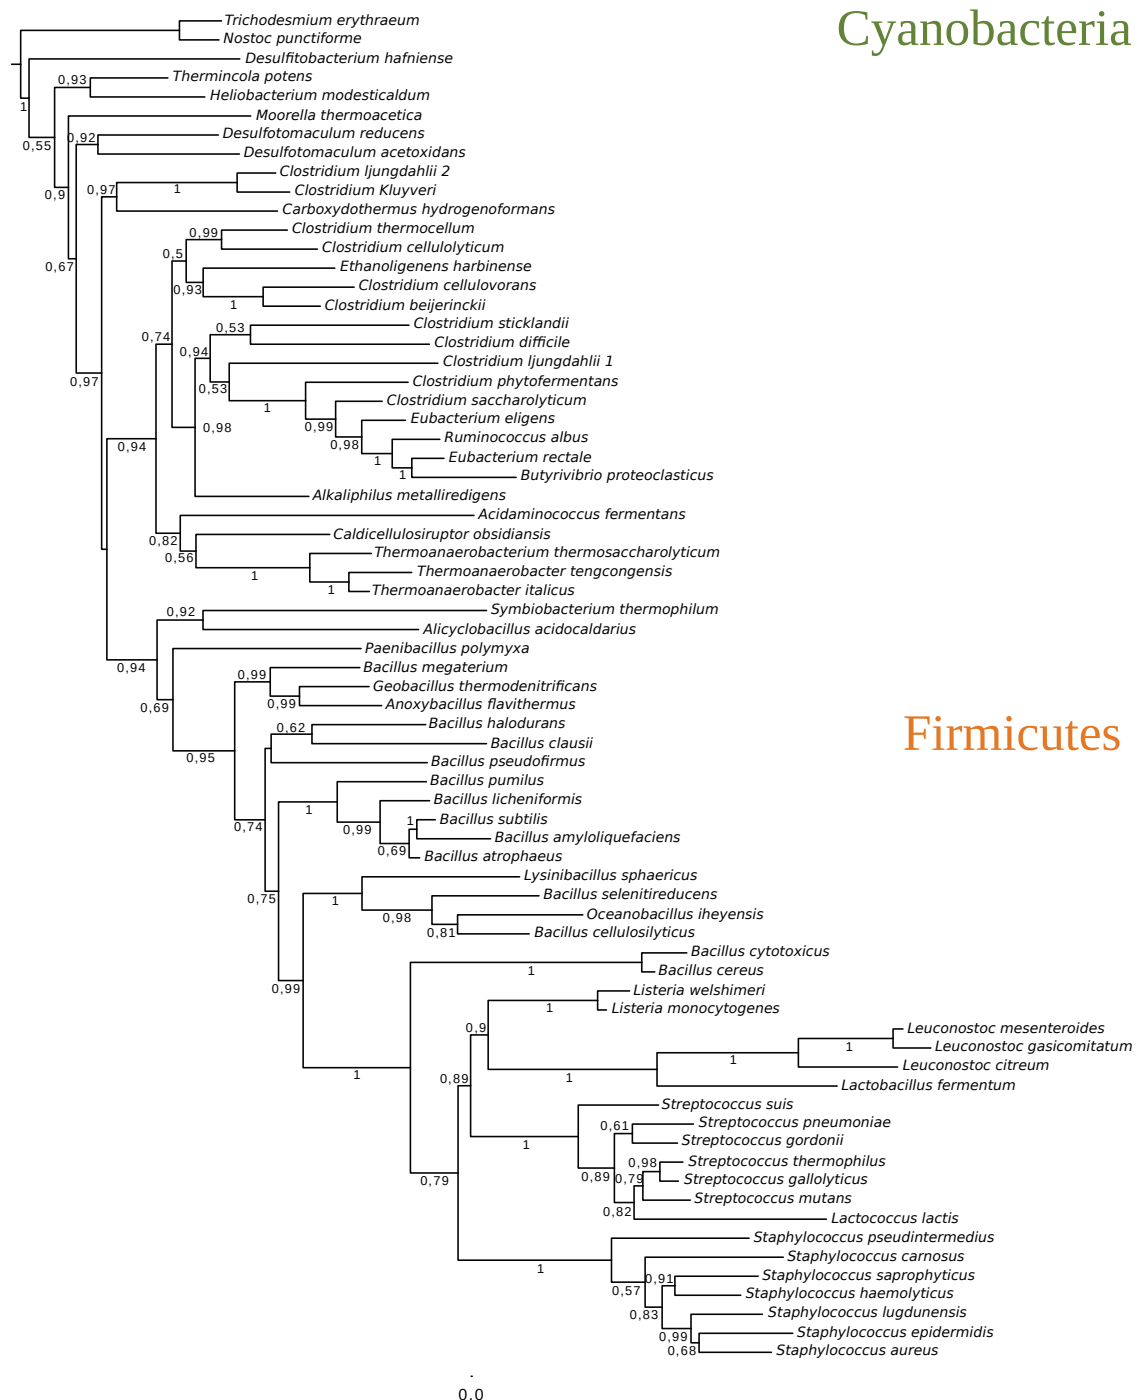 Trichodesmium erythraeum
Cyanobacteria
Nostoc punctiforme
Desulfitobacterium hafniense
Thermincola potens
0,93
Heliobacterium modesticaldum
1
Moorella thermoacetica
Desulfotomaculum reducens
0,92
0,55
Desulfotomaculum acetoxidans
Clostridium ljungdahlii 2
0,97
1
Clostridium Kluyveri
0,9
Carboxydothermus hydrogenoformans
Clostridium thermocellum
0,99
Clostridium cellulolyticum
0,5
Ethanoligenens harbinense
0,67
Clostridium cellulovorans
0,93
1
Clostridium beijerinckii
Clostridium sticklandii
0,53
0,74
Clostridium difficile
0,94
Clostridium ljungdahlii 1
0,97
Clostridium phytofermentans
0,53
Clostridium saccharolyticum
1
Eubacterium eligens
0,99
0,98
Ruminococcus albus
0,94
0,98
Eubacterium rectale
1
Butyrivibrio proteoclasticus
1
Alkaliphilus metalliredigens
Acidaminococcus fermentans
Caldicellulosiruptor obsidiansis
0,82
Thermoanaerobacterium thermosaccharolyticum
0,56
Thermoanaerobacter tengcongensis
1
Thermoanaerobacter italicus
1
Symbiobacterium thermophilum
0,92
Alicyclobacillus acidocaldarius
Paenibacillus polymyxa
Bacillus megaterium
0,94
0,99
Geobacillus thermodenitrificans
Anoxybacillus flavithermus
0,99
0,69
Bacillus halodurans
0,62
Firmicutes
Bacillus clausii
0,95
Bacillus pseudofirmus
Bacillus pumilus
Bacillus licheniformis
1
Bacillus subtilis
1
0,74
0,99
Bacillus amyloliquefaciens
0,69
Bacillus atrophaeus
Lysinibacillus sphaericus
Bacillus selenitireducens
0,75
1
Oceanobacillus iheyensis
0,98
Bacillus cellulosilyticus
0,81
Bacillus cytotoxicus
Bacillus cereus
1
0,99
Listeria welshimeri
Listeria monocytogenes
1
Leuconostoc mesenteroides
0,9
Leuconostoc gasicomitatum
1
1
Leuconostoc citreum
1
0,89
1
Lactobacillus fermentum
Streptococcus suis
Streptococcus pneumoniae
0,61
Streptococcus gordonii
1
Streptococcus thermophilus
0,98
Streptococcus gallolyticus
0,79
0,89
0,79
Streptococcus mutans
0,82
Lactococcus lactis
Staphylococcus pseudintermedius
Staphylococcus carnosus
1
Staphylococcus saprophyticus
0,91
0,57
Staphylococcus haemolyticus
0,83
Staphylococcus lugdunensis
Staphylococcus epidermidis
0,99
Staphylococcus aureus
0,68
0.0